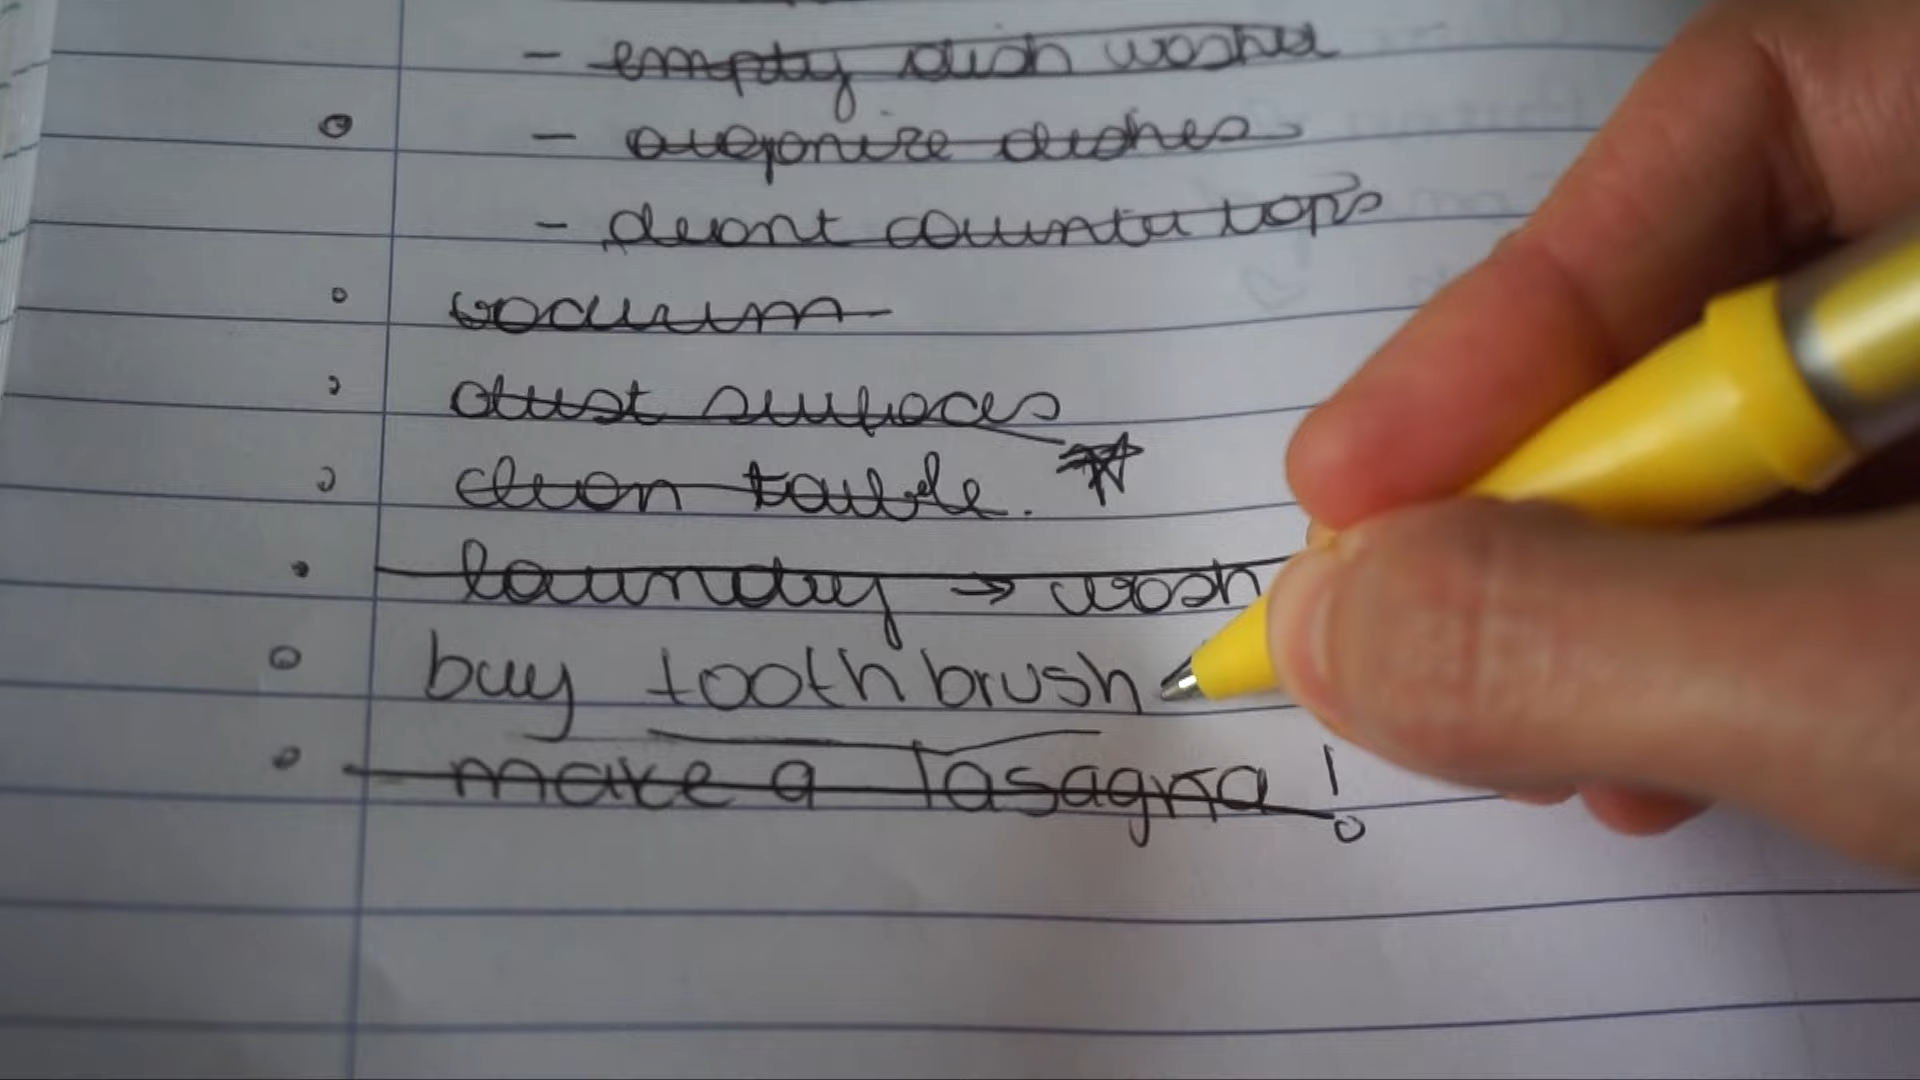 - empty dish washer
- organize dishes
- clean counter tops
vacuum
dust surfaces
clean table.
laundry → wash
buy toothbrush
make a lasagna!